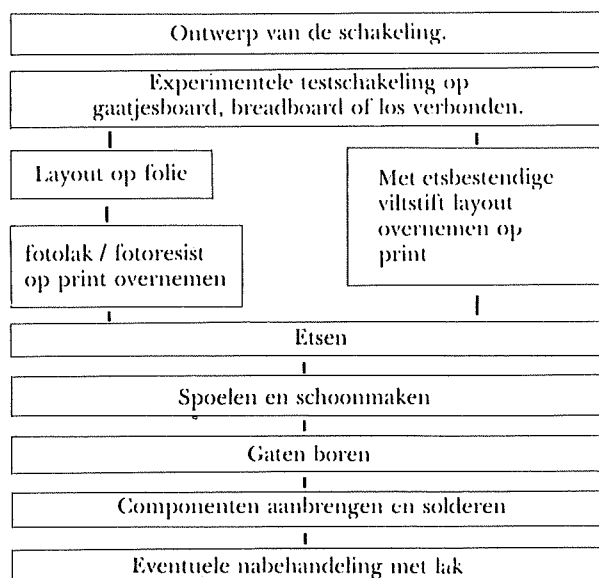 Ontwerp van de schakeling.
Experimentele testschakeling op
gaatjesboard, breadboard of los verbonden.
Layout op folie
fotolak / fotoresist
op print overnemen
Met etsbestendige
viltstift layout
overnemen op
print
Etsen
Spoelen en schoonmaken
Gaten boren
Componenten aanbrengen en solderen
Eventuele nabehandeling met lak